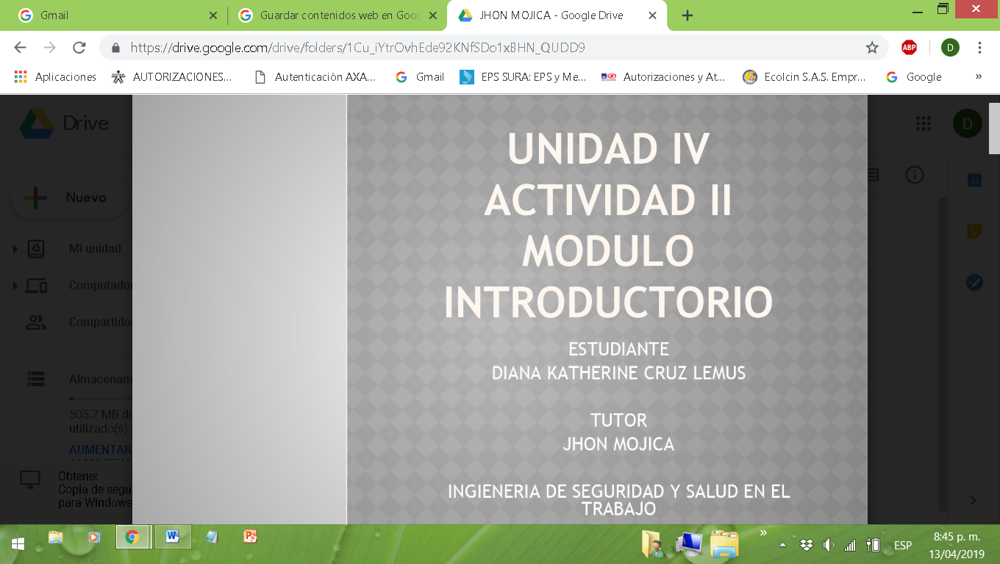 Gmail
Guardar contenidos web en Goo
JHON MOJICA - Google Drive
https://drive.google.com/drive/folders/1Cu_iYtrOvhEde92KNfSDo1xBHN_QUDD9
ABP
D
Aplicaciones
AUTORIZACIONES...
Autenticación AXA...
Gmail
EPS SURA: EPS y Me...
Autorizaciones y At...
Ecolcin S.A.S. Empr...
Google
»
Drive
D
Nuevo
Mi unidad
Computador
Compartido
Almacenam
505.7 MB de
utilizado(s)
AUMENTAR
Obtener
Copia de segu
para Windows
31
UNIDAD IV
ACTIVIDAD II
MODULO
INTRODUCTORIO
ESTUDIANTE
DIANA KATHERINE CRUZ LEMUS
TUTOR
JHON MOJICA
INGIENERIA DE SEGURIDAD Y SALUD EN EL
TRABAJO
»
ESP
8:45 p. m.
13/04/2019